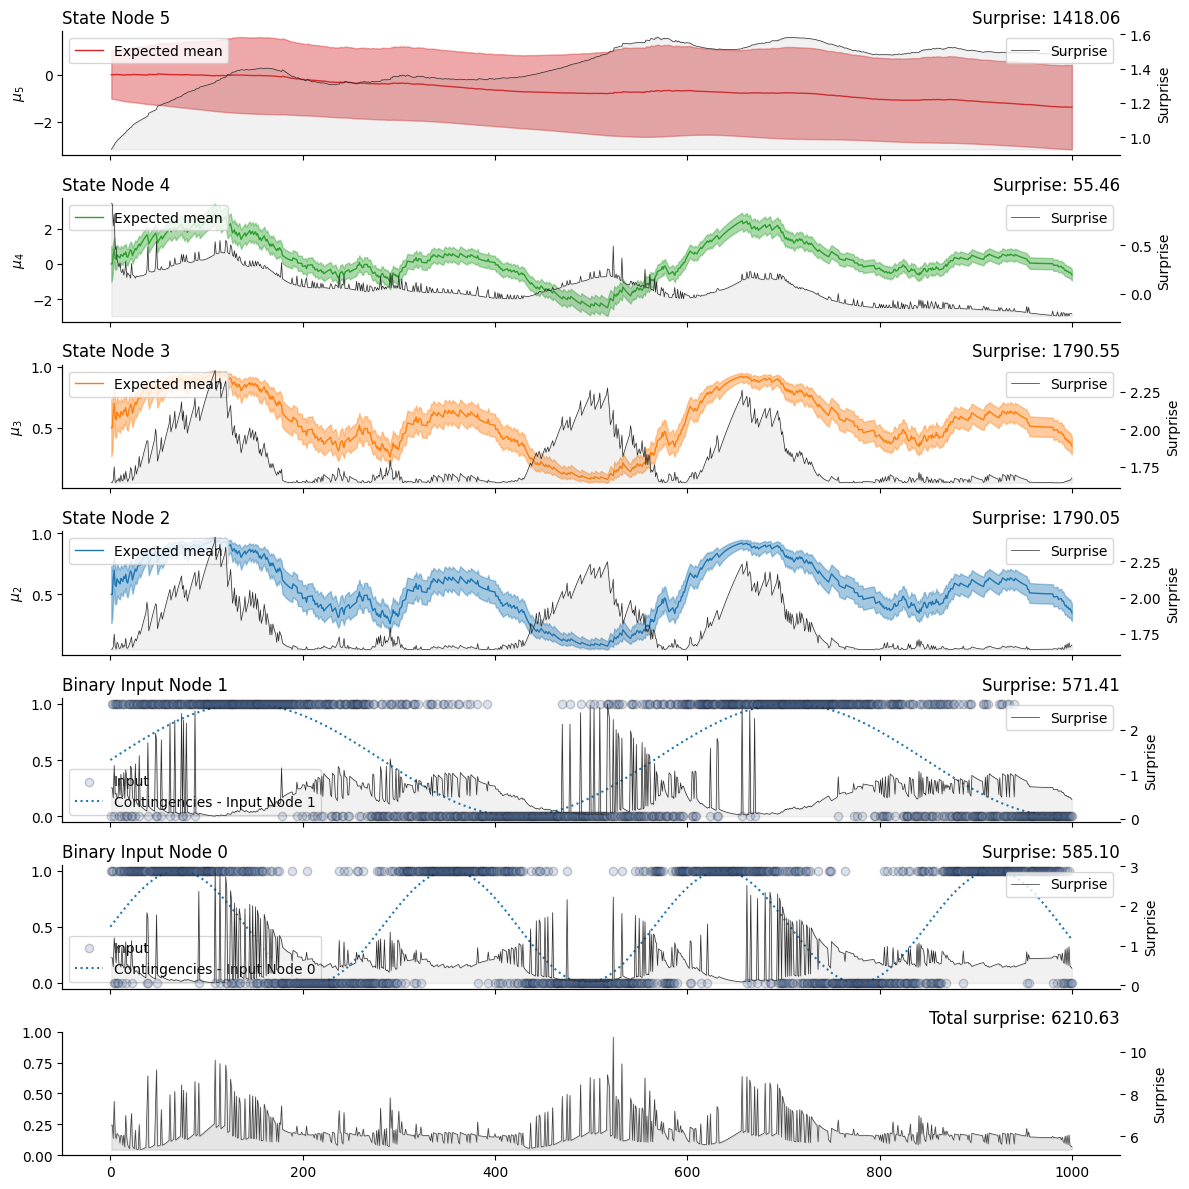 State Node 5 Surprise: 1418.06
Expected mean Surprise
1.6
1.4
1.2
1.0
0
−2
μ5
Surprise
State Node 4 Surprise: 55.46
Expected mean Surprise
2
0
−2
0.5
0.0
μ4
Surprise
State Node 3 Surprise: 1790.55
Expected mean Surprise
1.0
0.5
2.25
2.00
1.75
μ3
Surprise
State Node 2 Surprise: 1790.05
Expected mean Surprise
1.0
0.5
2.25
2.00
1.75
μ2
Surprise
Binary Input Node 1 Surprise: 571.41
Surprise
1.0
0.5
0.0
2
1
0
Surprise
Input
Contingencies - Input Node 1
Binary Input Node 0 Surprise: 585.10
Surprise
1.0
0.5
0.0
3
2
1
0
Surprise
Input
Contingencies - Input Node 0
Total surprise: 6210.63
1.00
0.75
0.50
0.25
0.00
10
8
6
Surprise
0 200 400 600 800 1000